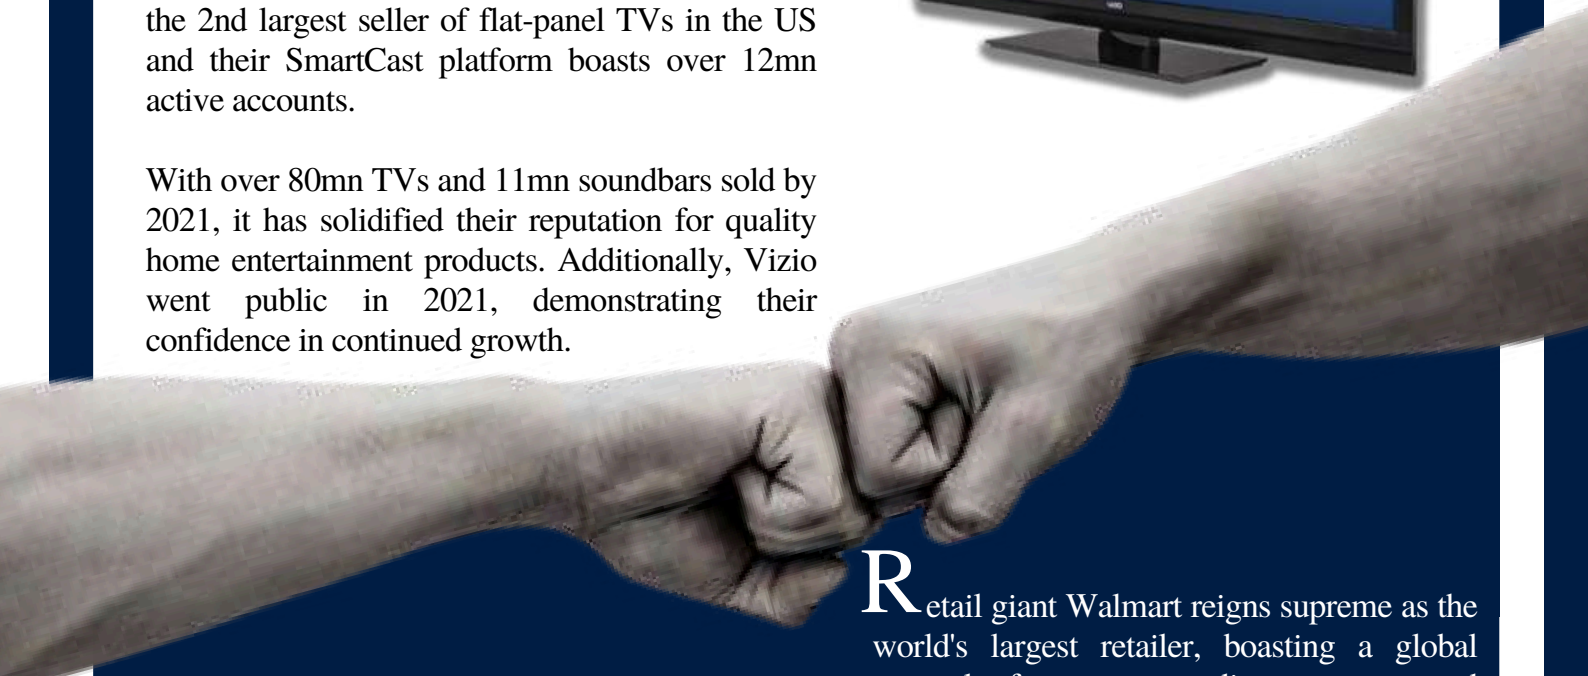 the 2nd largest seller of flat-panel TVs in the US
and their SmartCast platform boasts over 12mn
active accounts.
With over 80mn TVs and 11mn soundbars sold by
2021, it has solidified their reputation for quality
home entertainment products. Additionally, Vizio
went public in 2021, demonstrating their
confidence in continued growth.
Retail giant Walmart reigns supreme as the
world's largest retailer, boasting a global